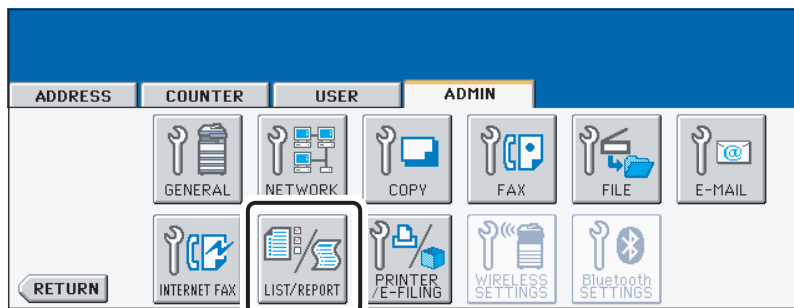 ADDRESS COUNTER USER ADMIN
GENERAL NETWORK COPY FAX FILE E-MAIL
INTERNET FAX LIST/REPORT PRINTER
/E-FILING WIRELESS
SETTINGS Bluetooth
SETTINGS
RETURN